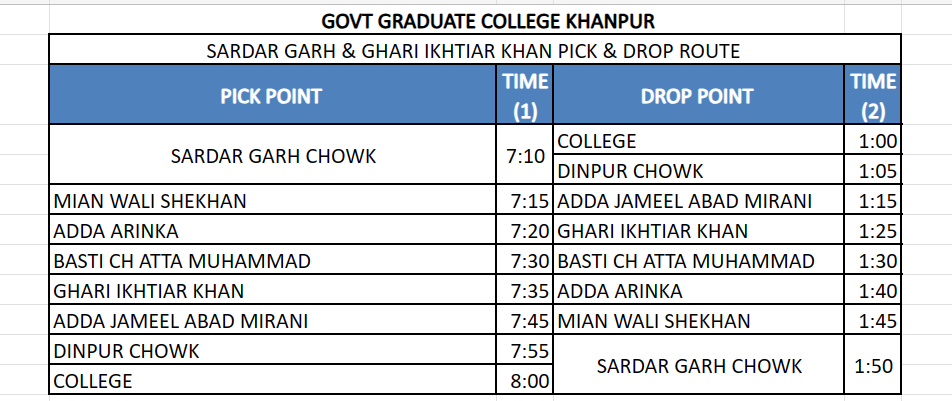 GOVT GRADUATE COLLEGE KHANPUR
SARDAR GARH & GHARI IKHTIAR KHAN PICK & DROP ROUTE
PICK POINT TIME (1) DROP POINT TIME (2)
SARDAR GARH CHOWK 7:10 COLLEGE 1:00
DINPUR CHOWK 1:05
MIAN WALI SHEKHAN 7:15 ADDA JAMEEL ABAD MIRANI 1:15
ADDA ARINKA 7:20 GHARI IKHTIAR KHAN 1:25
BASTI CH ATTA MUHAMMAD 7:30 BASTI CH ATTA MUHAMMAD 1:30
GHARI IKHTIAR KHAN 7:35 ADDA ARINKA 1:40
ADDA JAMEEL ABAD MIRANI 7:45 MIAN WALI SHEKHAN 1:45
DINPUR CHOWK 7:55 SARDAR GARH CHOWK 1:50
COLLEGE 8:00